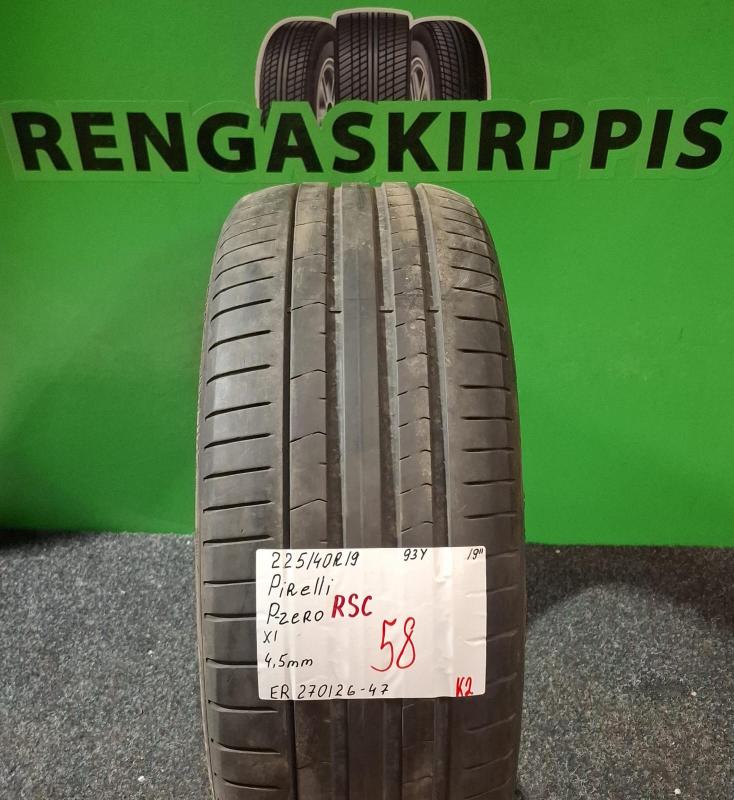 RENGASKIRPPIS
225/40R19 93Y 19"
Pirelli
P-zero RSC
X1 58
4,5mm
ER 270126-47 K2